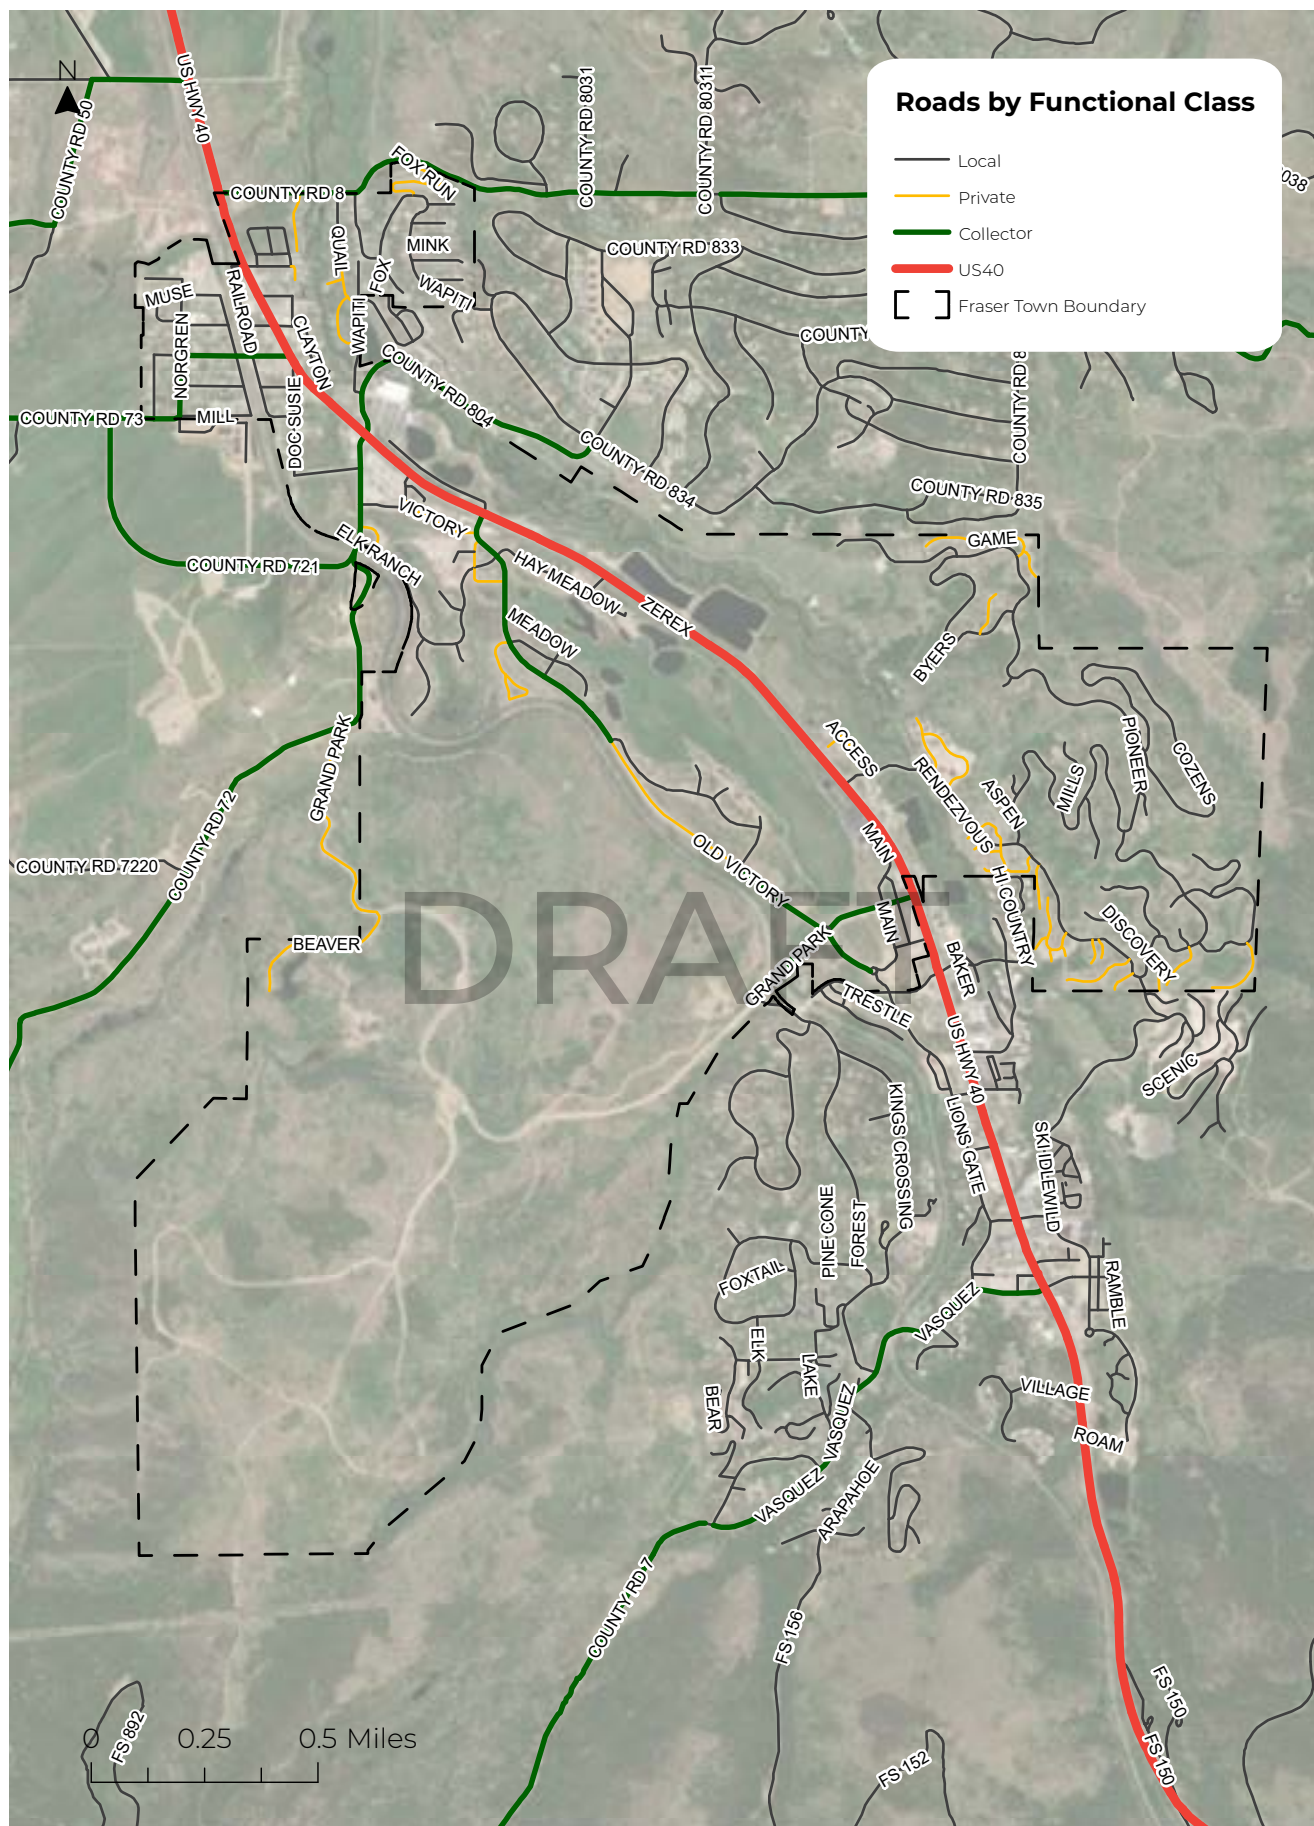 N
US HWY 40
COUNTY RD 50
COUNTY RD 8
FOX RUN
COUNTY RD 8031
COUNTY RD 80311
Roads by Functional Class
Local
Private
Collector
US40
Fraser Town Boundary
038
QUAIL
MINK
FOX
WAPITI
COUNTY RD 833
MUSE
RAILROAD
NORGREN
CLAYTON
WAPITI
COUNTY
COUNTY RD 8
COUNTY RD 804
COUNTY RD 73
MILL
DOC SUSIE
COUNTY RD 834
COUNTY RD 835
VICTORY
ELK RANCH
COUNTY RD 721
GAME
HAY MEADOW
ZEREX
MEADOW
BYERS
GRAND PARK
ACCESS
RENDEZVOUS
ASPEN
MILLS
PIONEER
COZENS
COUNTY RD 72
COUNTY RD 7220
MAIN
OLD VICTORY
HI COUNTRY
DRAFT
MAIN
BEAVER
GRAND PARK
BAKER
DISCOVERY
TRESTLE
US HWY 40
SCENIC
KINGS CROSSING
LIONS GATE
SKI IDLEWILD
PINE CONE
FOREST
FOXTAIL
VASQUEZ
RAMBLE
ELK
LAKE
BEAR
VASQUEZ
VILLAGE
ROAM
VASQUEZ
ARAPAHOE
COUNTY RD 7
FS 156
FS 150
FS 150
FS 152
FS 892
0 0.25 0.5 Miles